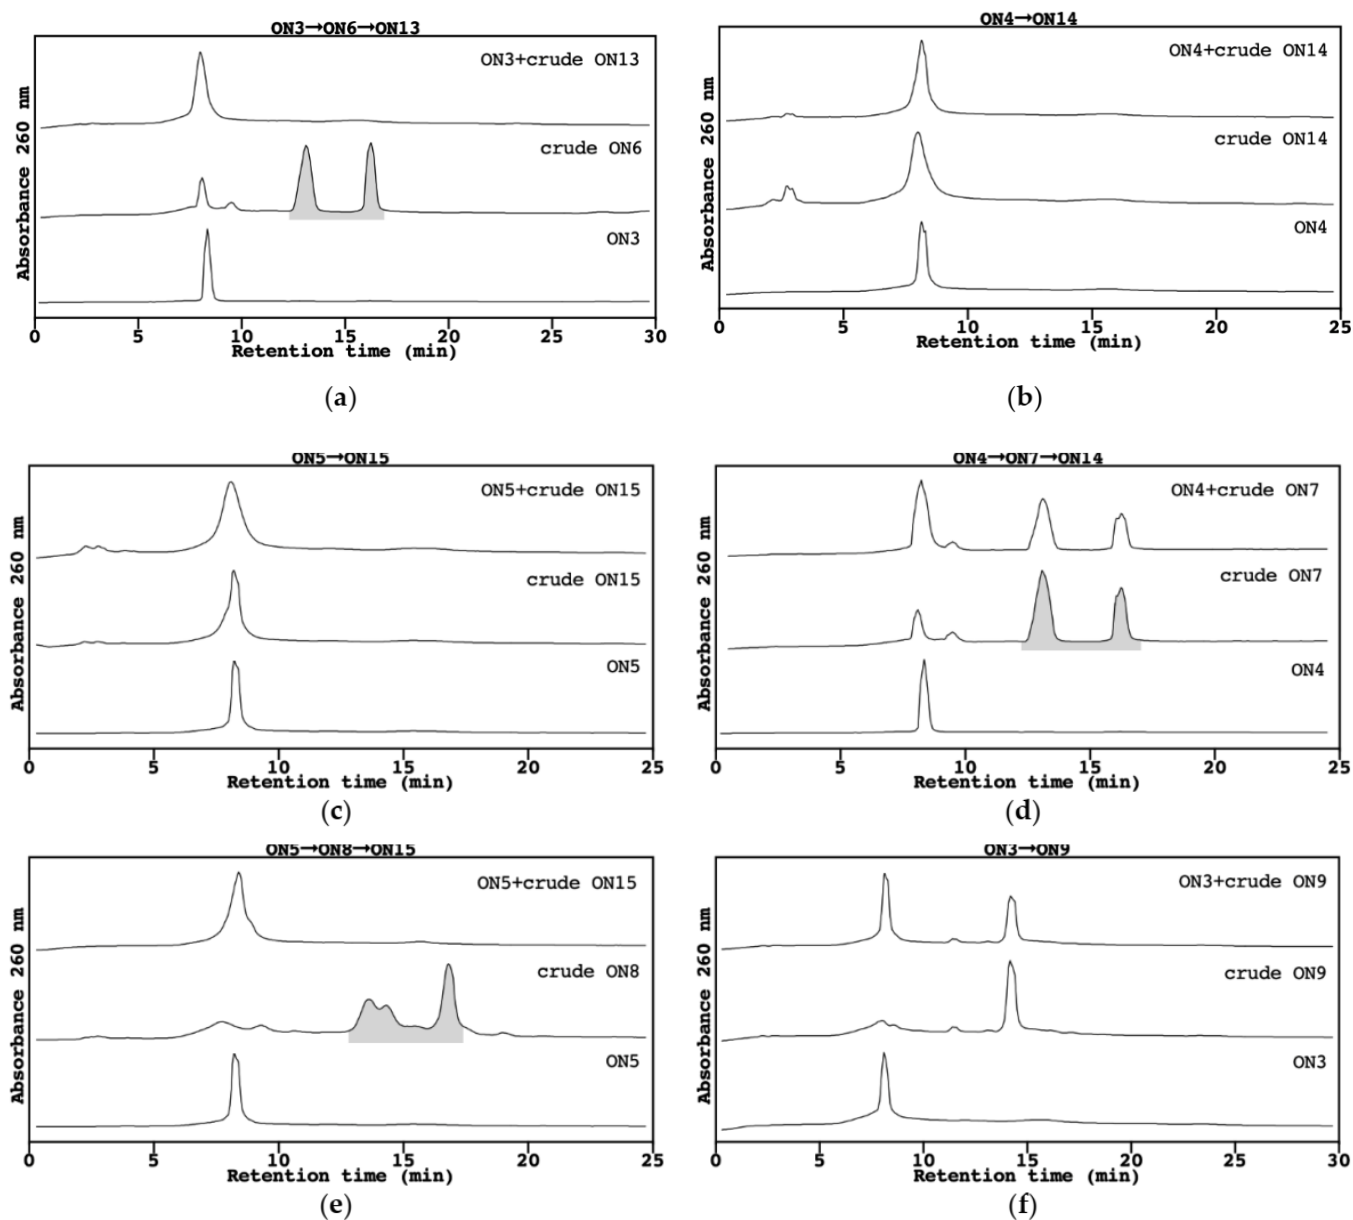 ON3→ON6→ON13
ON3+crude ON13
crude ON6
ON3
Absorbance 260 nm
0 5 10 15 20 25 30
Retention time (min)
(a)
ON4→ON14
ON4+crude ON14
crude ON14
ON4
Absorbance 260 nm
0 5 10 15 20 25
Retention time (min)
(b)
ON5→ON15
ON5+crude ON15
crude ON15
ON5
Absorbance 260 nm
0 5 10 15 20 25
Retention time (min)
(c)
ON4→ON7→ON14
ON4+crude ON7
crude ON7
ON4
Absorbance 260 nm
0 5 10 15 20 25
Retention time (min)
(d)
ON5→ON8→ON15
ON5+crude ON15
crude ON8
ON5
Absorbance 260 nm
0 5 10 15 20 25
Retention time (min)
(e)
ON3→ON9
ON3+crude ON9
crude ON9
ON3
Absorbance 260 nm
0 5 10 15 20 25 30
Retention time (min)
(f)